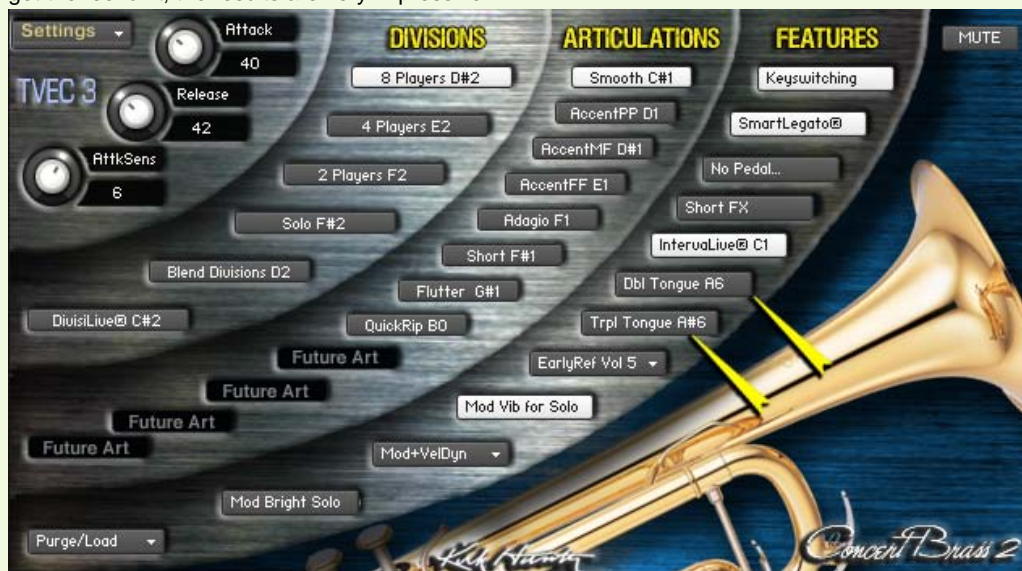 Settings
Attack
40
TVEC 3
Release
42
AttkSens
6
DIVISIONS
8 Players D#2
4 Players E2
2 Players F2
Solo F#2
Blend Divisions D2
DivisiLive® C#2
Future Art
Future Art
Future Art
Future Art
Purge/Load
ARTICULATIONS
Smooth C#1
AccentPP D1
AccentMF D#1
AccentFF E1
Adagio F1
Short F#1
Flutter G#1
QuickRip B0
FEATURES
Keyswitching
SmartLegato®
No Pedal...
Short FX
IntervaLive® C1
Dbl Tongue A6
Trpl Tongue A#6
EarlyRef Vol 5
Mod Vib for Solo
Mod+VelDyn
Mod Bright Solo
MUTE
Concert Brass 2